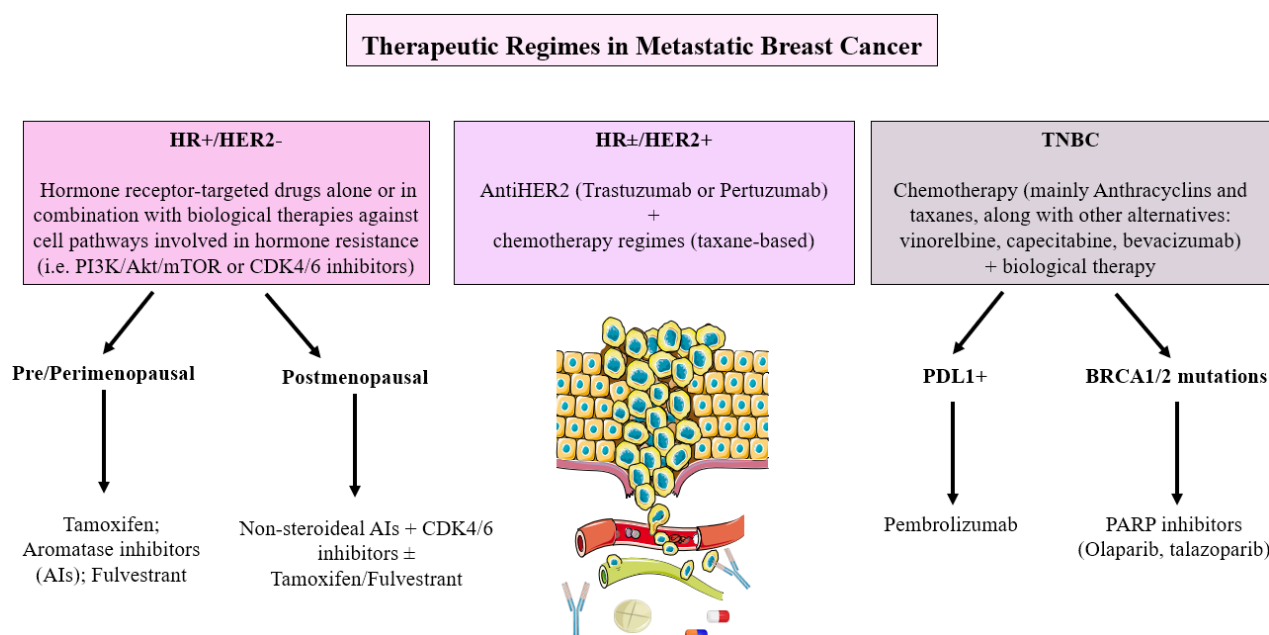 Therapeutic Regimes in Metastatic Breast Cancer
HR+/HER2-
Hormone receptor-targeted drugs alone or in
combination with biological therapies against
cell pathways involved in hormone resistance
(i.e. PI3K/Akt/mTOR or CDK4/6 inhibitors)
HR±/HER2+
AntiHER2 (Trastuzumab or Pertuzumab)
+
chemotherapy regimes (taxane-based)
TNBC
Chemotherapy (mainly Anthracyclins and
taxanes, along with other alternatives:
vinorelbine, capecitabine, bevacizumab)
+ biological therapy
Pre/Perimenopausal
Postmenopausal
PDL1+
BRCA1/2 mutations
Tamoxifen;
Aromatase inhibitors
(AIs); Fulvestrant
Non-steroideal AIs + CDK4/6
inhibitors ±
Tamoxifen/Fulvestrant
Pembrolizumab
PARP inhibitors
(Olaparib, talazoparib)